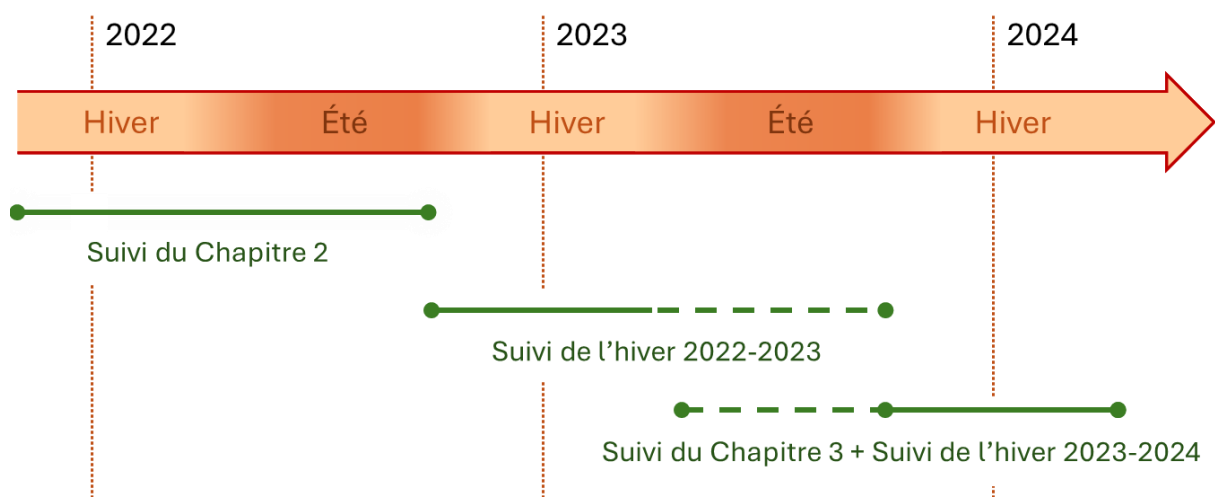 2022
2023
2024
Hiver
Été
Hiver
Été
Hiver
Suivi du Chapitre 2
Suivi de l’hiver 2022-2023
Suivi du Chapitre 3 + Suivi de l’hiver 2023-2024